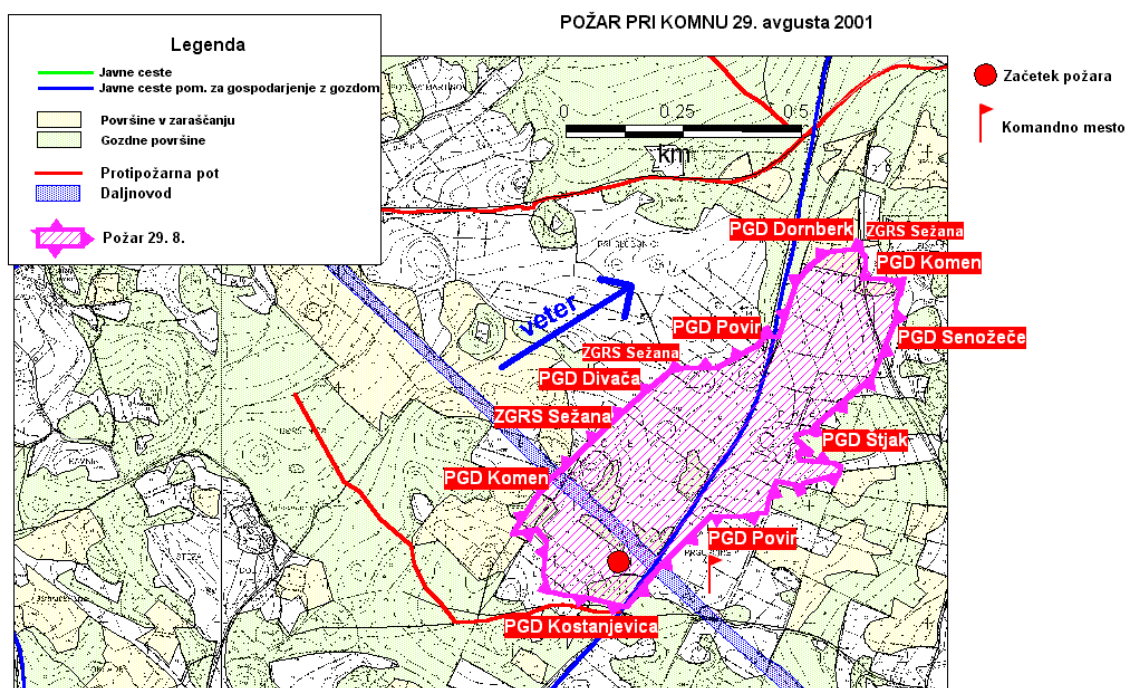 POŽAR PRI KOMNU 29. avgusta 2001
Legenda
Javne ceste
Javne ceste pom. za gospodarjenje z gozdom
Površine v zaraščanju
Gozdne površine
Protipožarna pot
Daljnovod
Požar 29. 8.
Začetek požara
Komandno mesto
0 0.25 0.5
km
PGD Dornberk
ZGRS Sežana
PGD Komen
veter
PGD Povir
PGD Senožeče
ZGRS Sežana
PGD Divača
ZGRS Sežana
PGD Štjak
PGD Komen
PGD Povir
PGD Kostanjevica